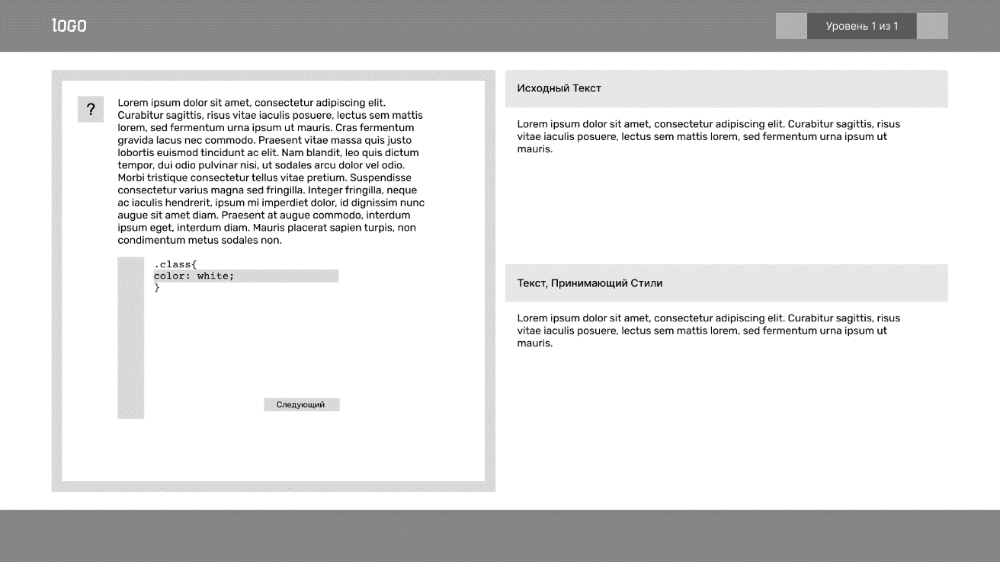 lOGO
Уровень 1 из 1
?
Lorem ipsum dolor sit amet, consectetur adipiscing elit.
Curabitur sagittis, risus vitae iaculis posuere, lectus sem mattis
lorem, sed fermentum urna ipsum ut mauris. Cras fermentum
gravida lacus nec commodo. Praesent vitae massa quis justo
lobortis euismod tincidunt ac elit. Nam blandit, leo quis dictum
tempor, dui odio pulvinar nisi, ut sodales arcu dolor vel odio.
Morbi tristique consectetur tellus vitae pretium. Suspendisse
consectetur varius magna sed fringilla. Integer fringilla, neque
ac iaculis hendrerit, ipsum mi imperdiet dolor, id dignissim nunc
augue sit amet diam. Praesent at augue commodo, interdum
ipsum eget, interdum diam. Mauris placerat sapien turpis, non
condimentum metus sodales non.
.class{
color: white;
}
Следующий
Исходный Текст
Lorem ipsum dolor sit amet, consectetur adipiscing elit. Curabitur sagittis, risus
vitae iaculis posuere, lectus sem mattis lorem, sed fermentum urna ipsum ut
mauris.
Текст, Принимающий Стили
Lorem ipsum dolor sit amet, consectetur adipiscing elit. Curabitur sagittis, risus
vitae iaculis posuere, lectus sem mattis lorem, sed fermentum urna ipsum ut
mauris.